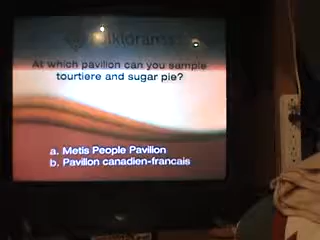 At which pavilion can you sample
tourtiere and sugar pie?
a. Metis People Pavilion
b. Pavillon canadien-francais